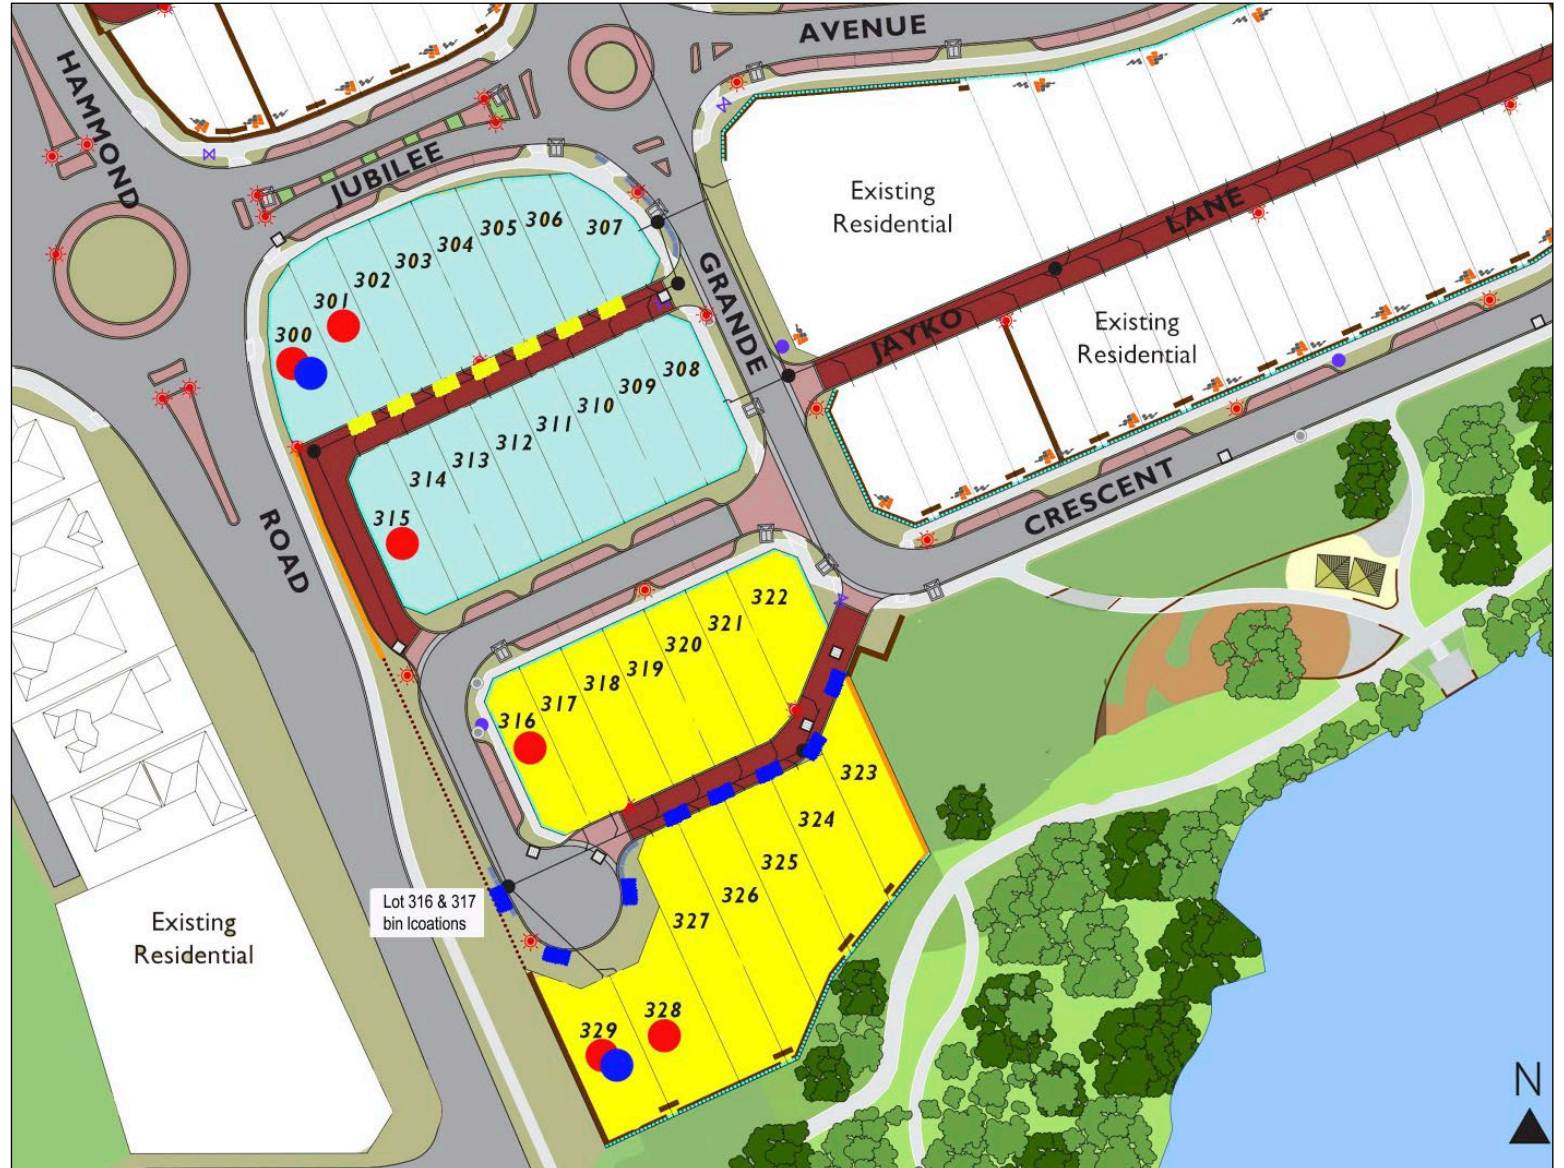 HAMMOND
AVENUE
JUBILEE
GRANDE
LANE
JAYKO
CRESCENT
ROAD
Existing
Residential
Existing
Residential
300
301
302
303
304
305
306
307
308
309
310
311
312
313
314
315
316
317
318
319
320
321
322
323
324
325
326
327
328
329
Lot 316 & 317
bin lcoations
Existing
Residential
N